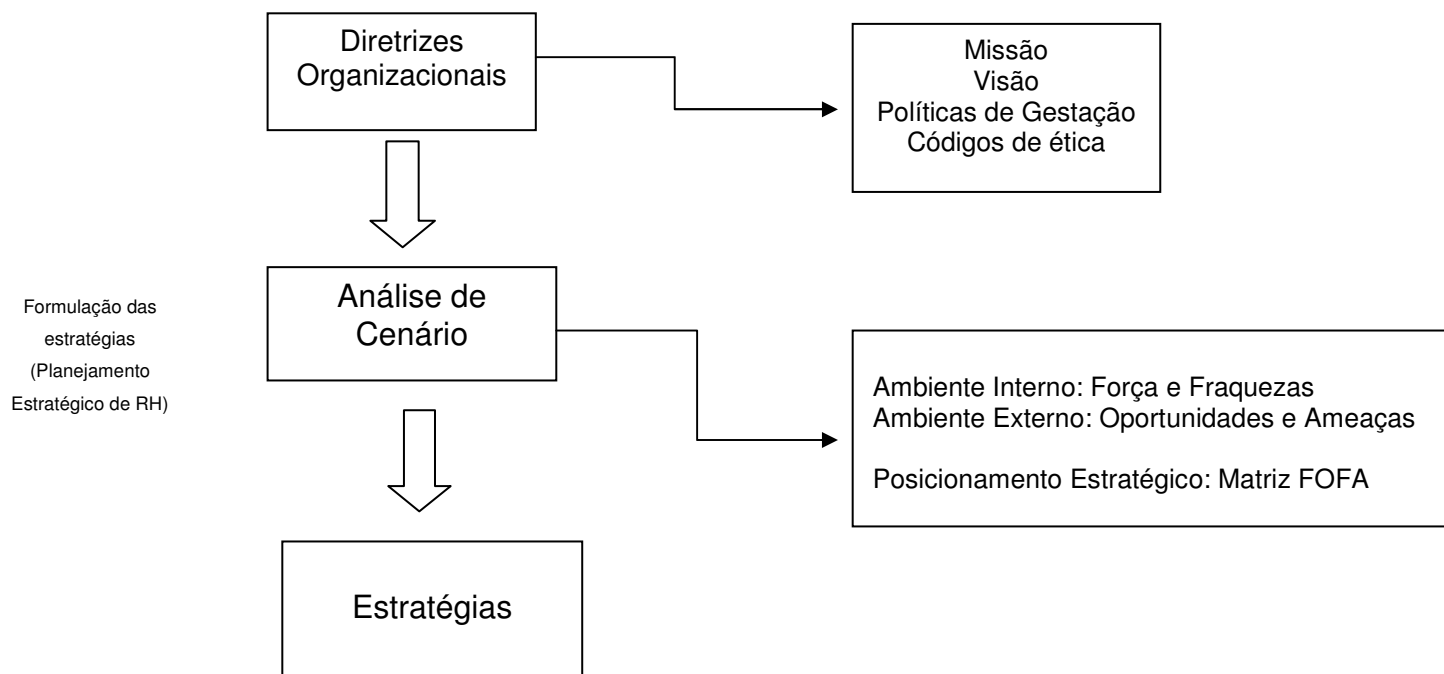 Diretrizes
Organizacionais
Missão
Visão
Políticas de Gestação
Códigos de ética
Formulação das
estratégias
(Planejamento
Estratégico de RH)
Análise de
Cenário
Ambiente Interno: Força e Fraquezas
Ambiente Externo: Oportunidades e Ameaças
Posicionamento Estratégico: Matriz FOFA
Estratégias